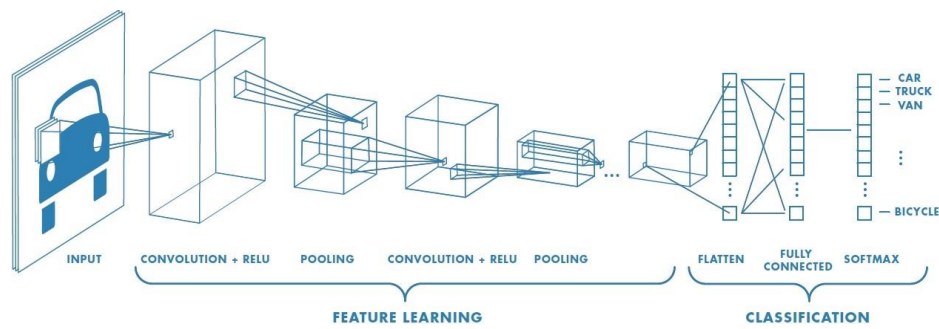 CAR
TRUCK
VAN
BICYCLE
INPUT
CONVOLUTION + RELU
POOLING
CONVOLUTION + RELU
POOLING
FLATTEN
FULLY
CONNECTED
SOFTMAX
FEATURE LEARNING
CLASSIFICATION